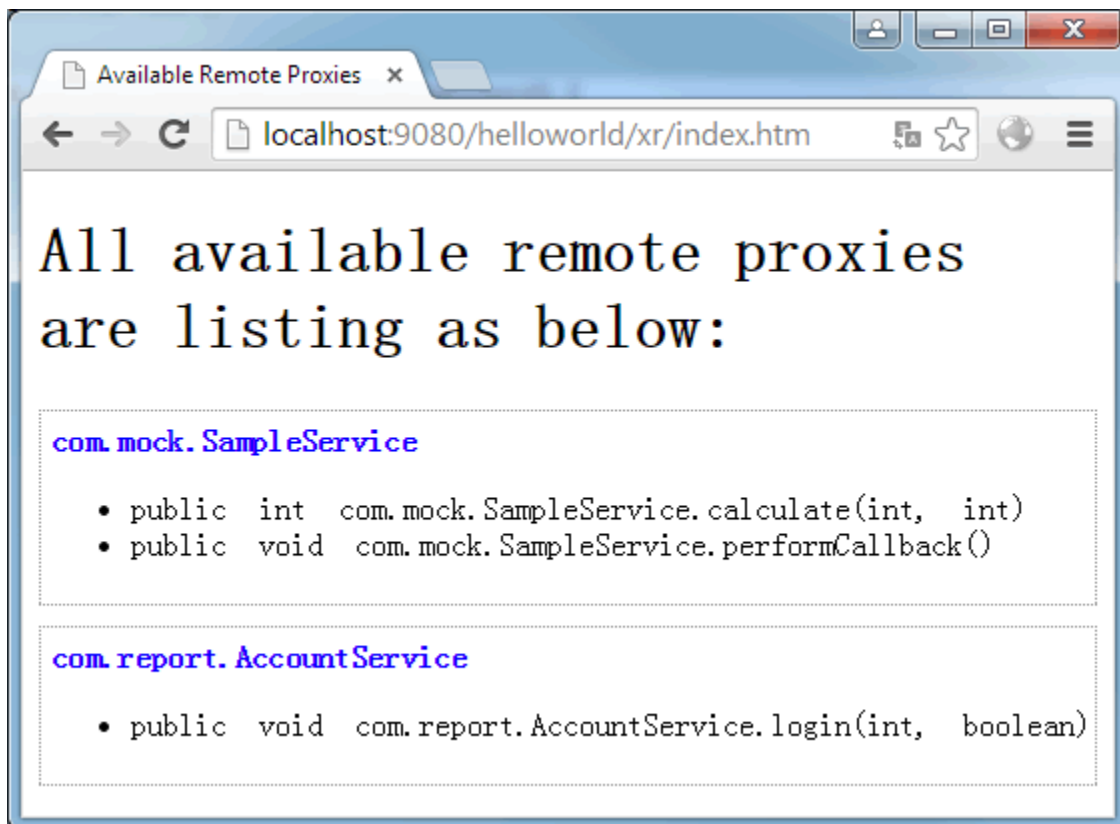 Available Remote Proxies
localhost:9080/helloworld/xr/index.htm
All available remote proxies
are listing as below:
com.mock.SampleService
public int com.mock.SampleService.calculate(int, int)
public void com.mock.SampleService.performCallback()
com.report.AccountService
public void com.report.AccountService.login(int, boolean)